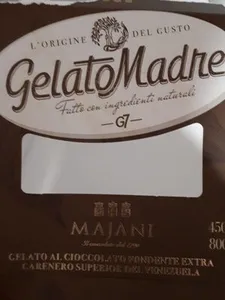 L'ORIGINE DEL GUSTO
GelatoMadre
Fatto con ingredienti naturali
G7
MAJANI
450
800
GELATO AL CIOCCOLATO FONDENTE EXTRA
CARENERO SUPERIOR DEL VENEZUELA